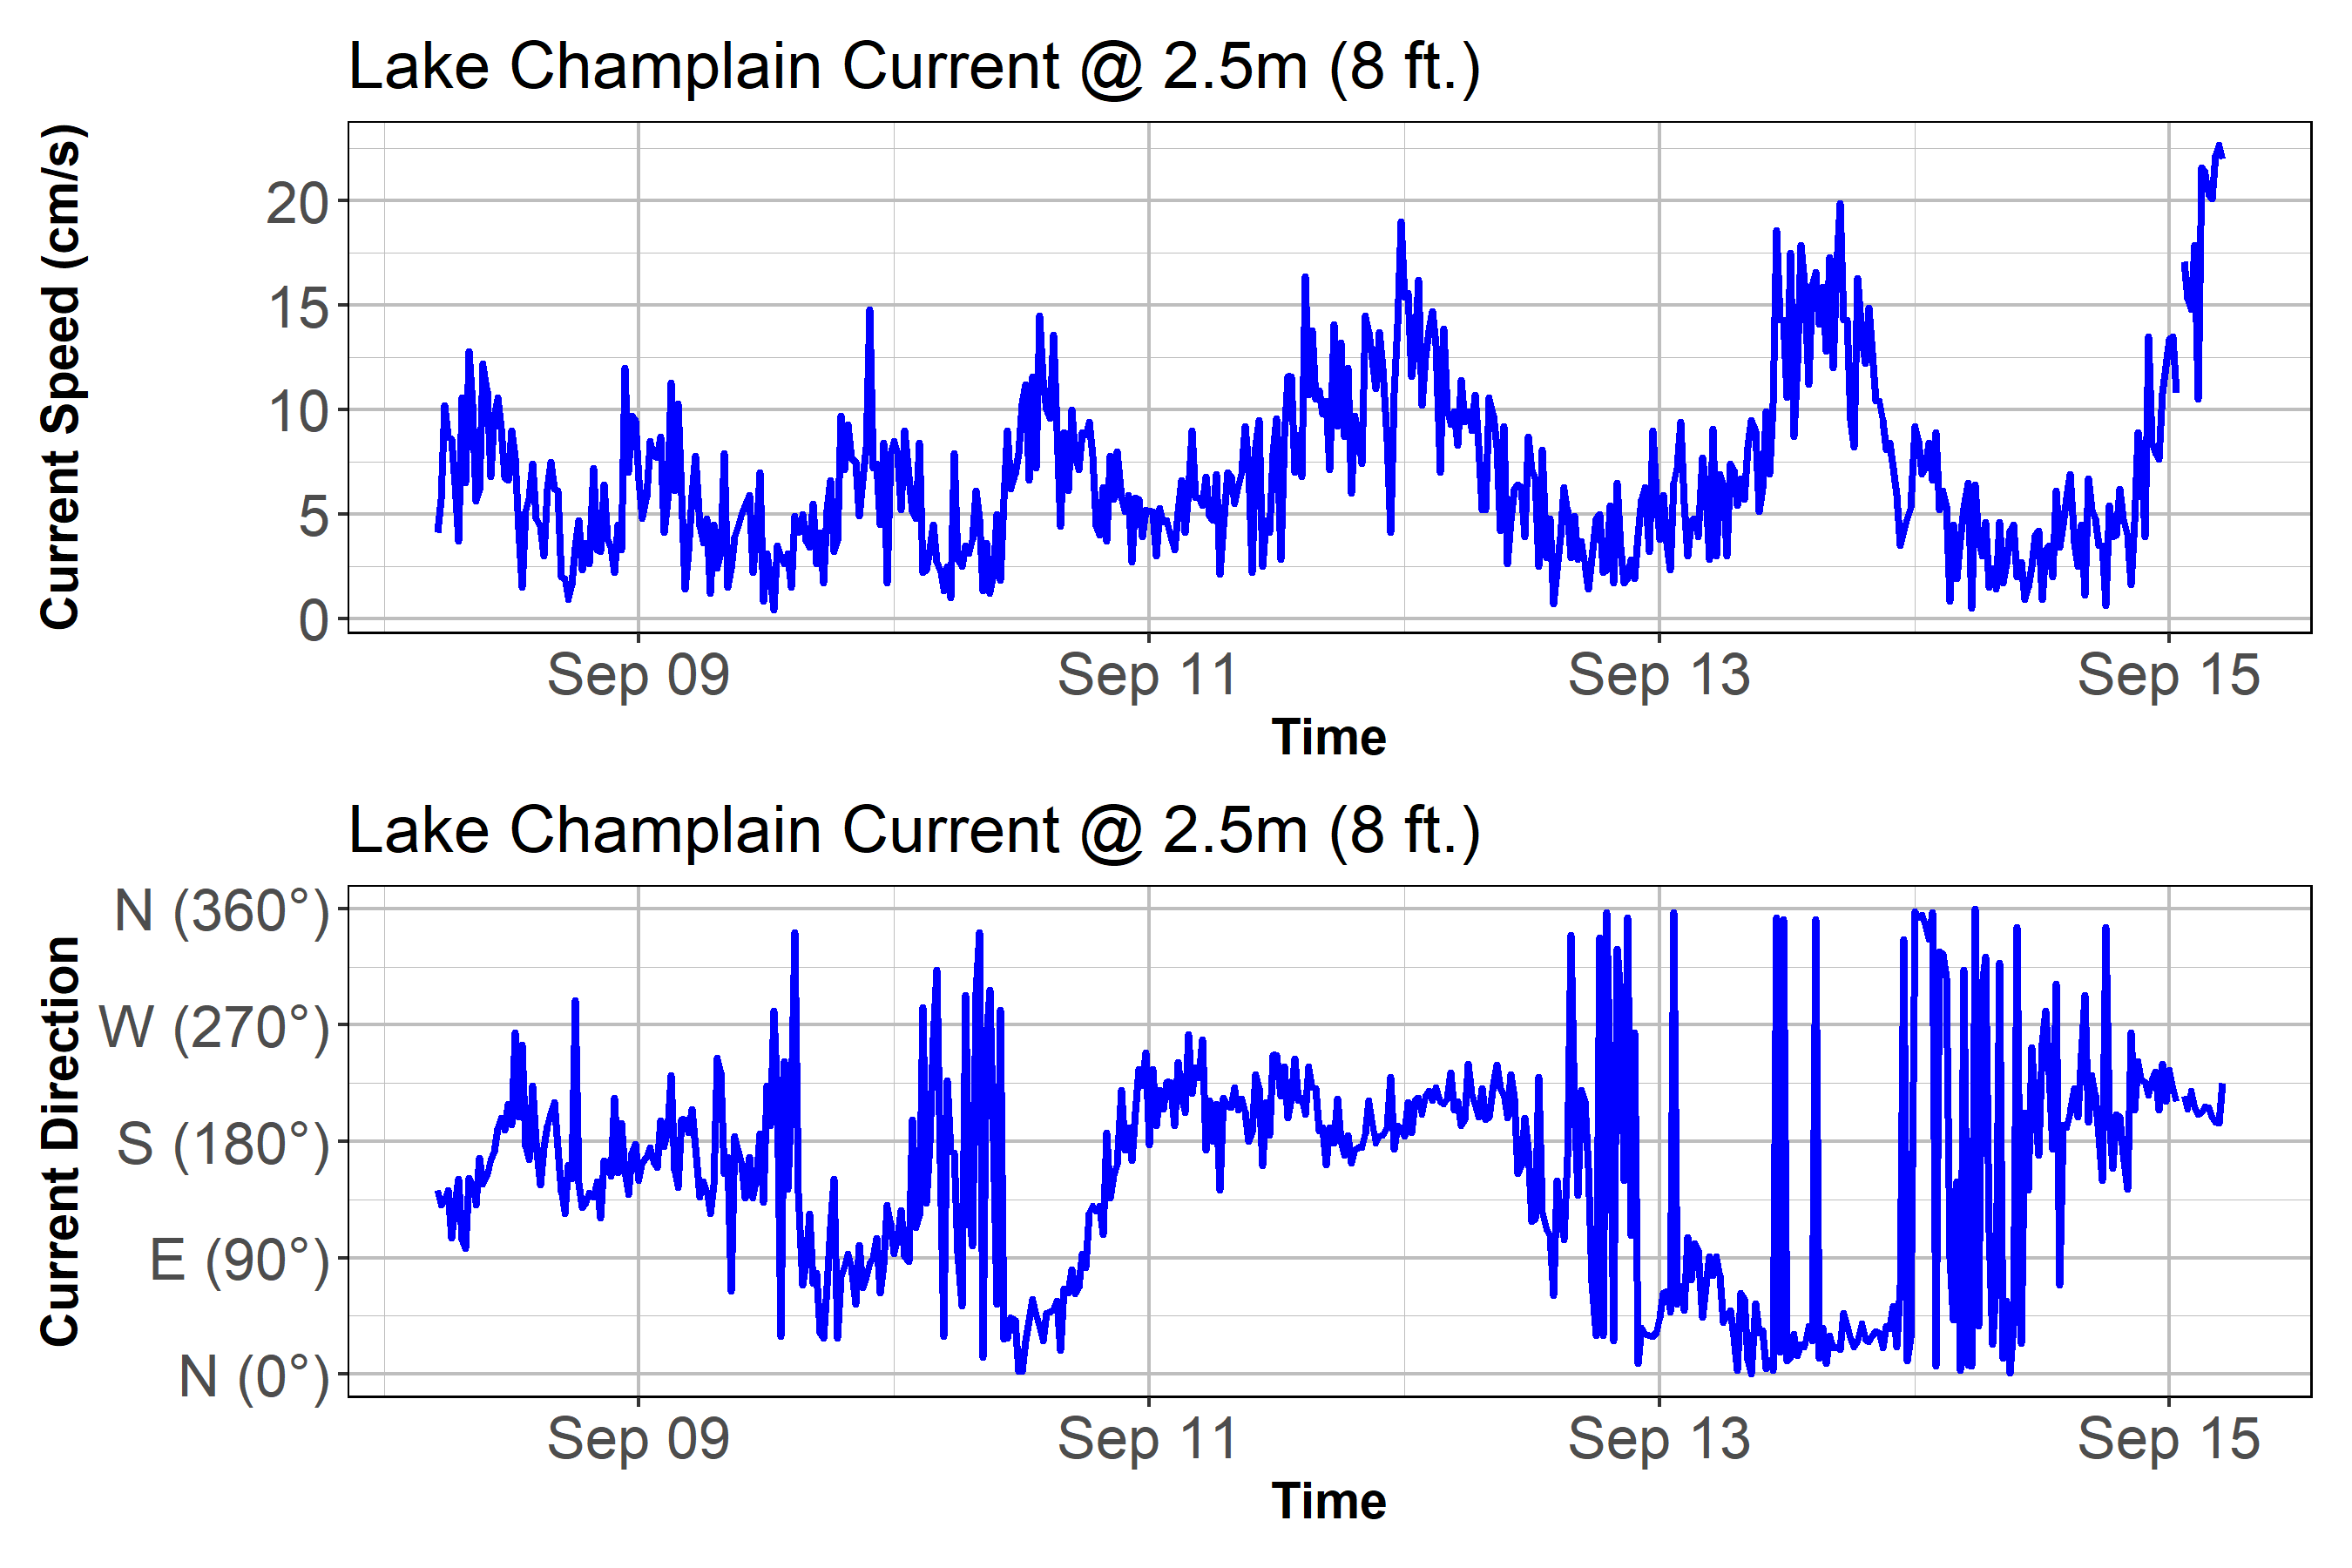 Lake Champlain Current @ 2.5m (8 ft.)
Current Speed (cm/s)
20
15
10
5
0
Sep 09 Sep 11 Sep 13 Sep 15
Time
Lake Champlain Current @ 2.5m (8 ft.)
Current Direction
N (360°)
W (270°)
S (180°)
E (90°)
N (0°)
Sep 09 Sep 11 Sep 13 Sep 15
Time